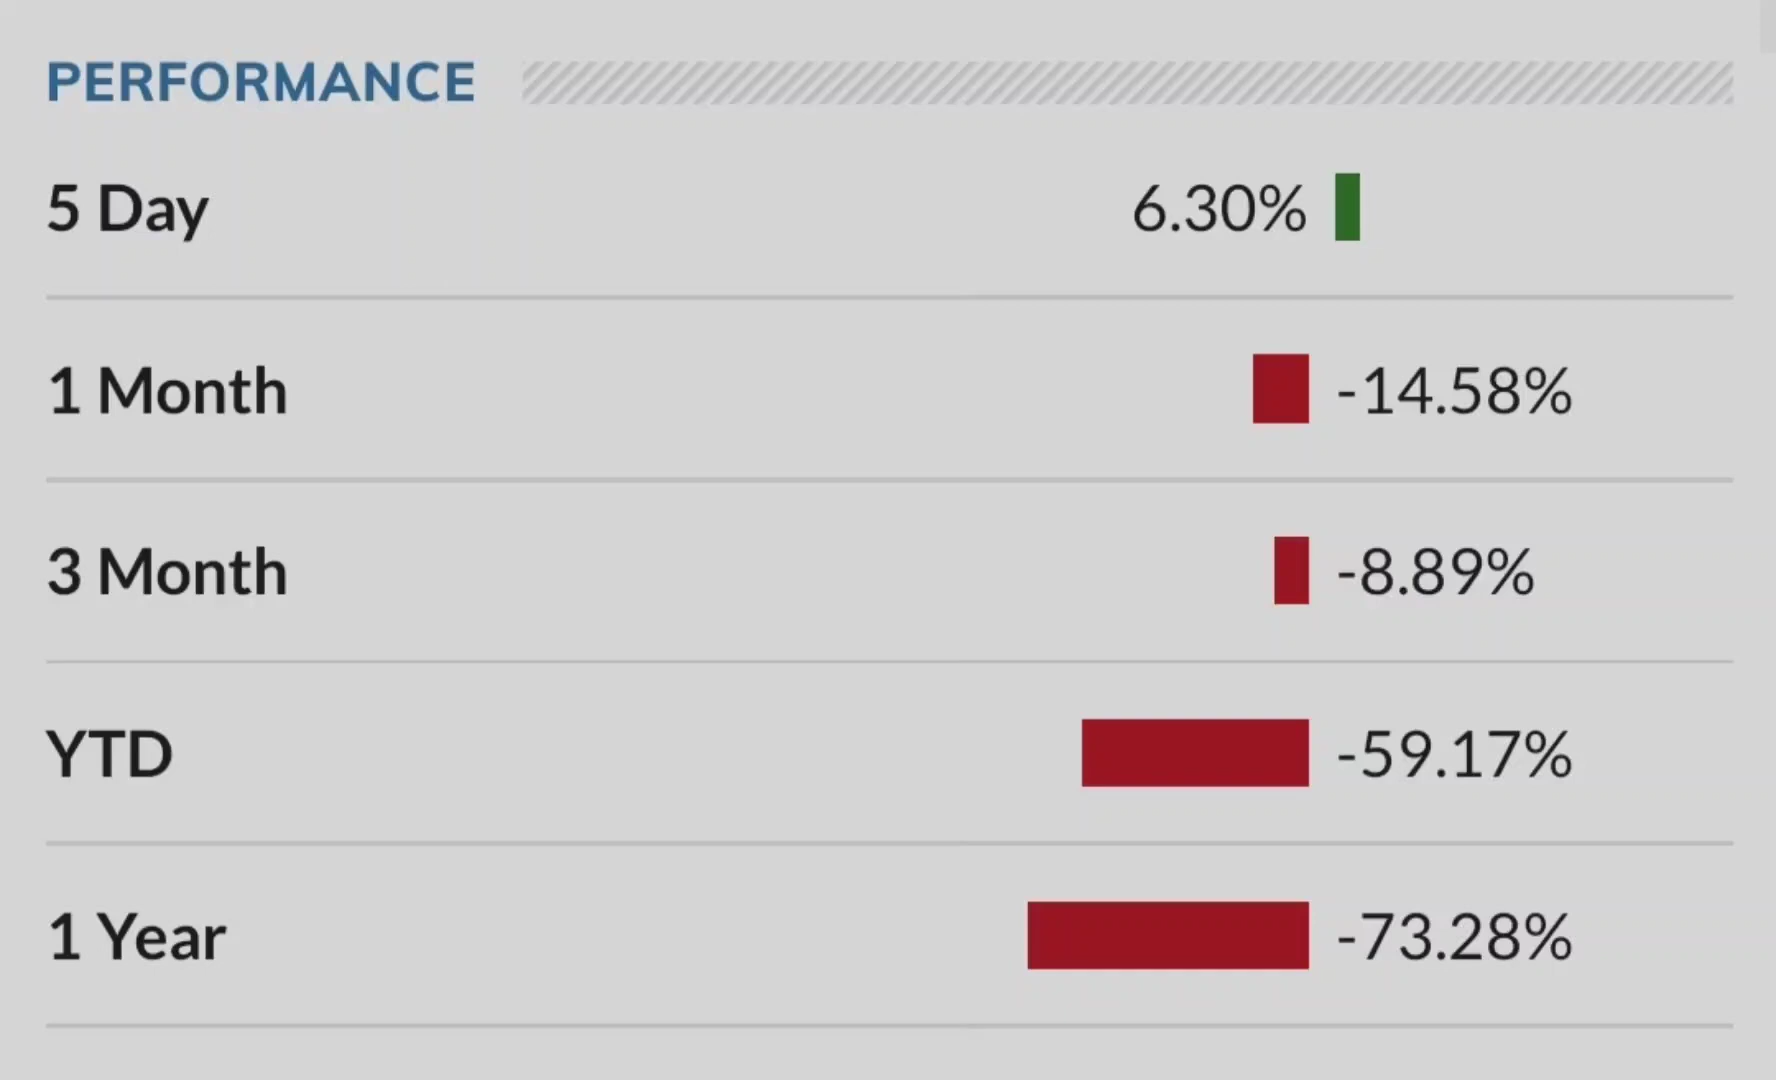 PERFORMANCE
5 Day 6.30%
1 Month -14.58%
3 Month -8.89%
YTD -59.17%
1 Year -73.28%